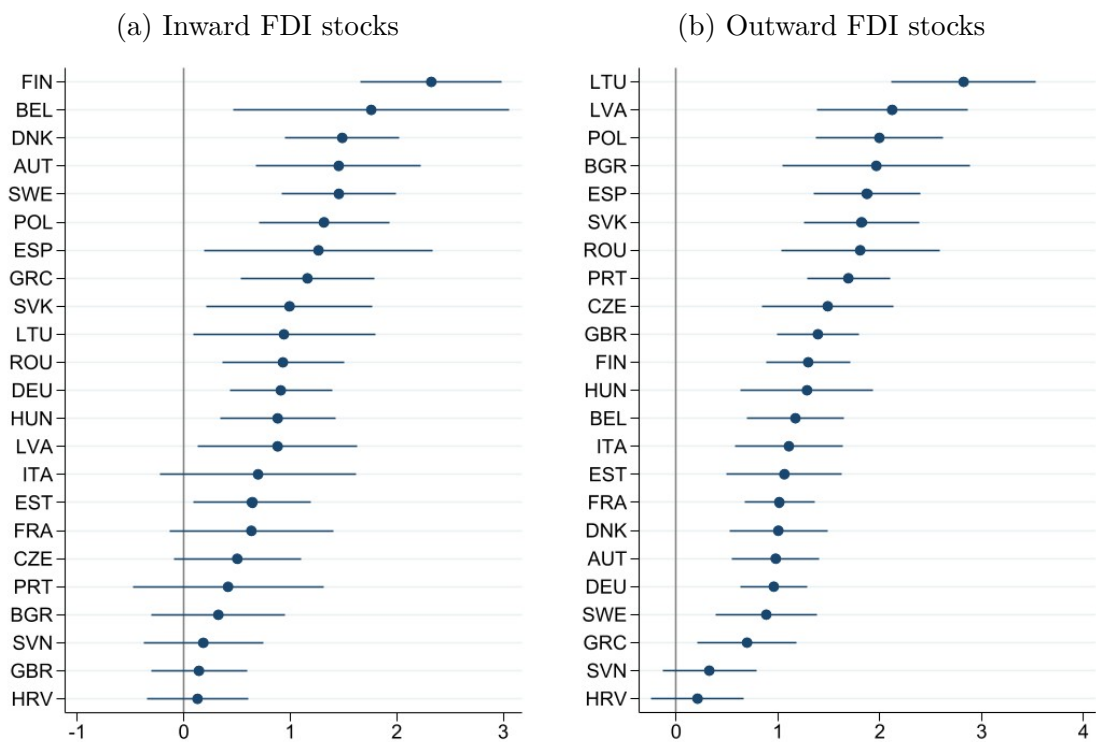 (a) Inward FDI stocks
FIN
BEL
DNK
AUT
SWE
POL
ESP
GRC
SVK
LTU
ROU
DEU
HUN
LVA
ITA
EST
FRA
CZE
PRT
BGR
SVN
GBR
HRV
-1 0 1 2 3
(b) Outward FDI stocks
LTU
LVA
POL
BGR
ESP
SVK
ROU
PRT
CZE
GBR
FIN
HUN
BEL
ITA
EST
FRA
DNK
AUT
DEU
SWE
GRC
SVN
HRV
0 1 2 3 4